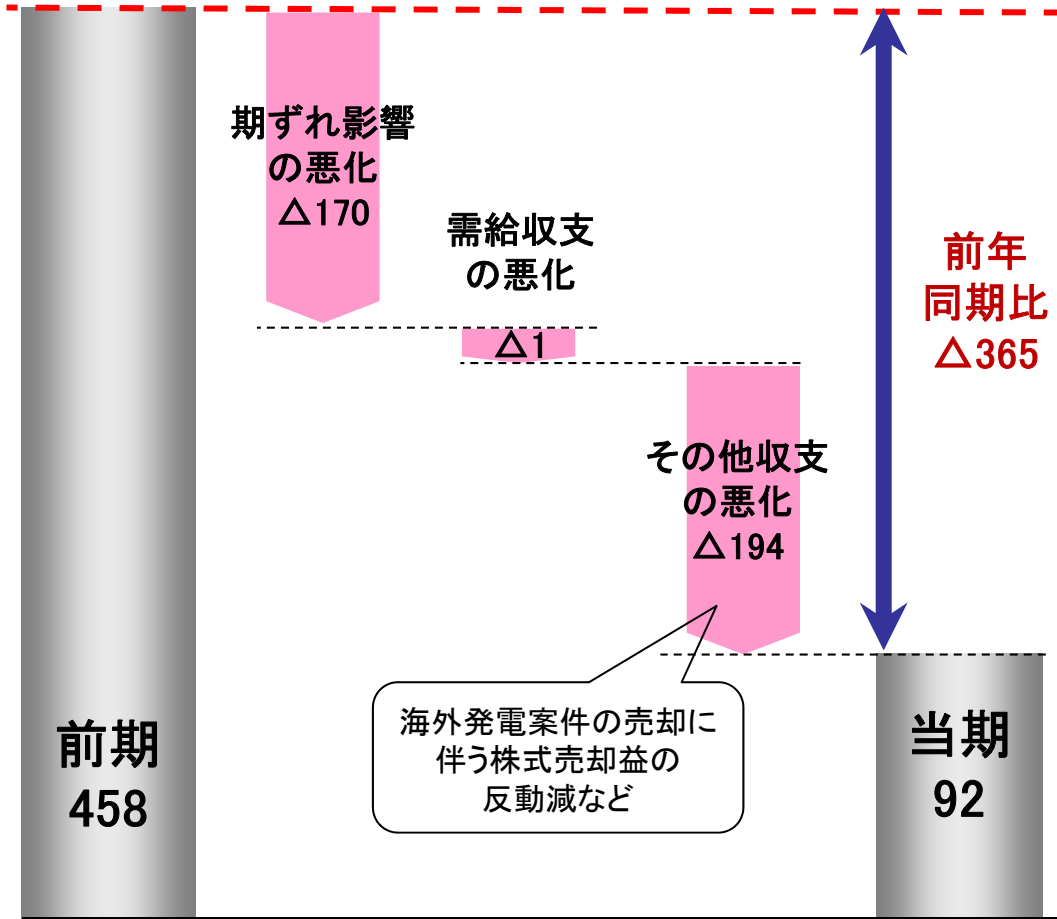 期ずれ影響
の悪化
△170
需給収支
の悪化
△1
その他収支
の悪化
△194
前年
同期比
△365
海外発電案件の売却に
伴う株式売却益の
反動減など
前期
458
当期
92